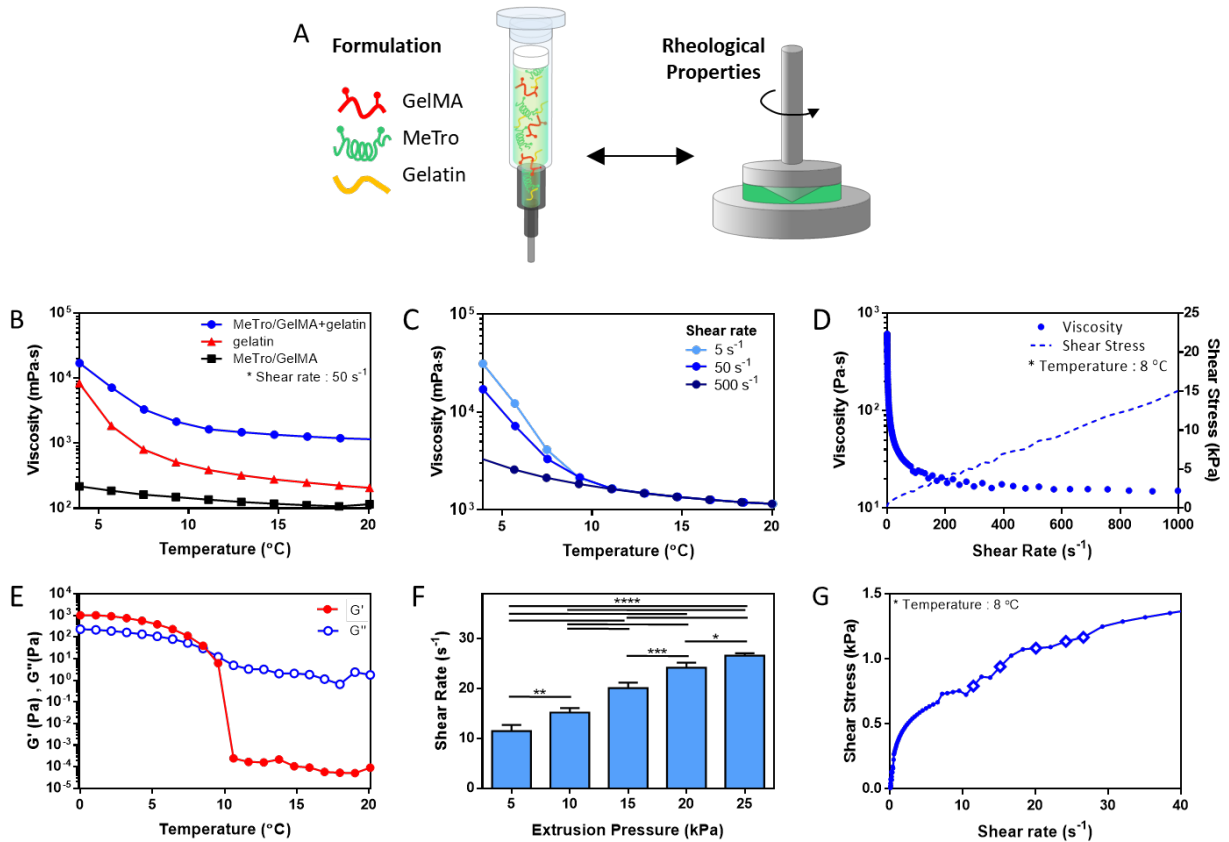 A
Formulation
GelMA
MeTro
Gelatin
Rheological
Properties
B
Viscosity (mPa·s)
10^5
10^4
10^3
10^2
MeTro/GelMA+gelatin
gelatin
MeTro/GelMA
* Shear rate : 50 s^-1
5 10 15 20
Temperature (°C)
C
Viscosity (mPa·s)
10^5
10^4
10^3
Shear rate
5 s^-1
50 s^-1
500 s^-1
5 10 15 20
Temperature (°C)
D
Viscosity (Pa·s)
10^3
10^2
10^1
Viscosity
Shear Stress
* Temperature : 8 °C
25
20
15
10
5
0
Shear Stress (kPa)
0 200 400 600 800 1000
Shear Rate (s^-1)
E
G' (Pa) , G''(Pa)
10^4
10^3
10^2
10^1
10^0
10^-1
10^-2
10^-3
10^-4
10^-5
G'
G''
0 5 10 15 20
Temperature (°C)
F
Shear Rate (s^-1)
30
20
10
0
****
***
*
**
5 10 15 20 25
Extrusion Pressure (kPa)
G
* Temperature : 8 °C
Shear Stress (kPa)
1.5
1.0
0.5
0.0
0 10 20 30 40
Shear rate (s^-1)